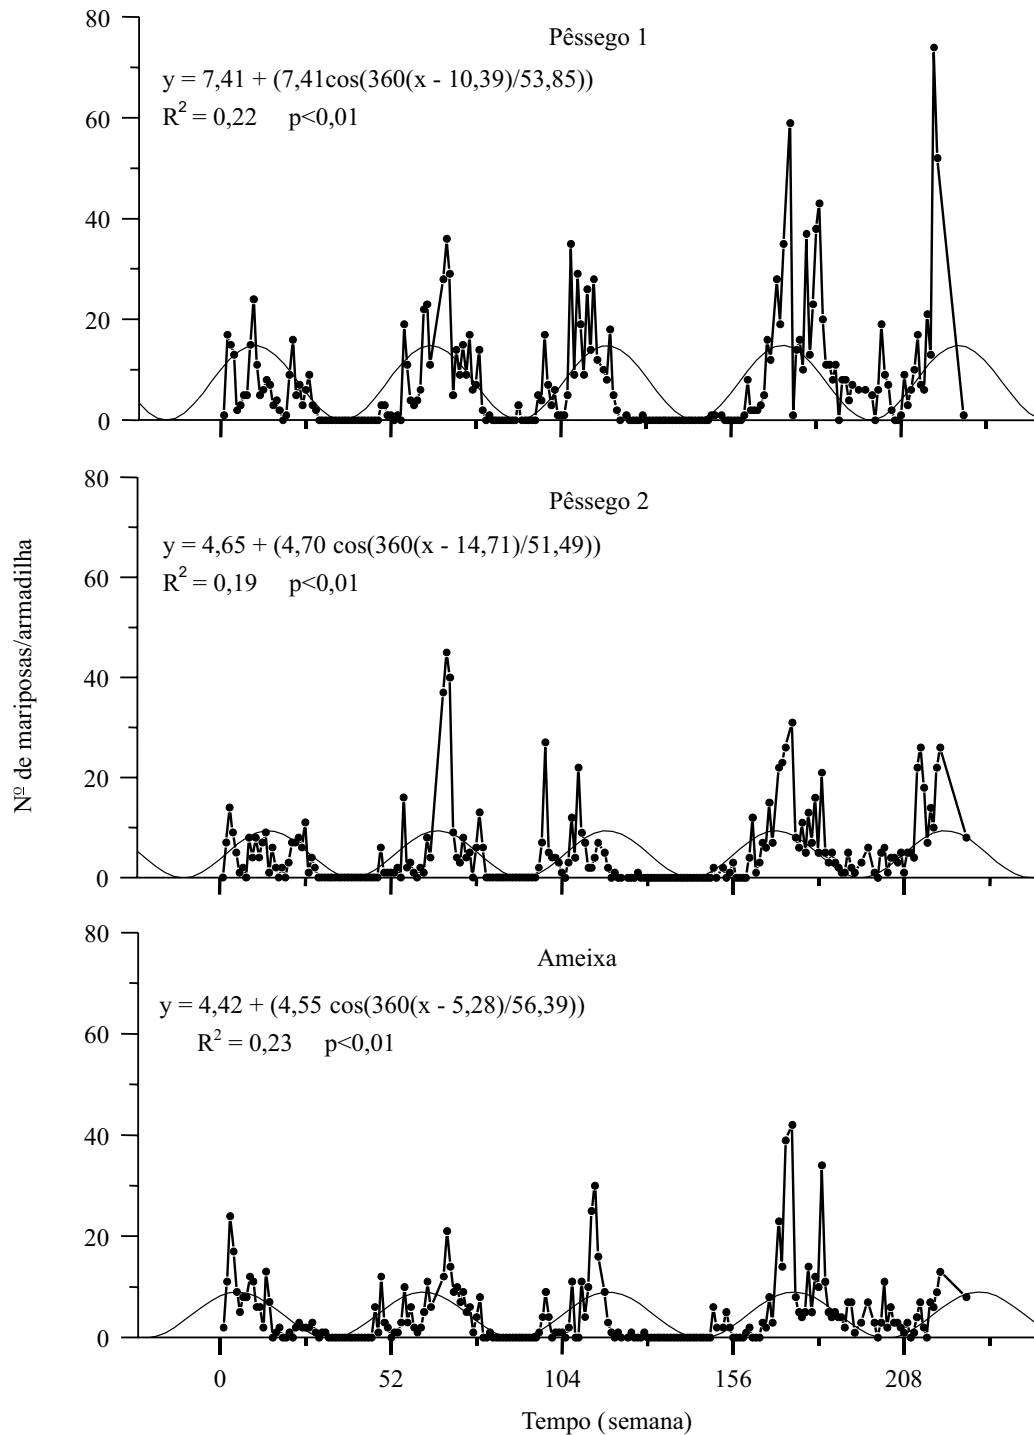 80
Pêssego 1
y = 7,41 + (7,41cos(360(x - 10,39)/53,85))
R² = 0,22 p<0,01
60
40
20
0
80
Pêssego 2
y = 4,65 + (4,70 cos(360(x - 14,71)/51,49))
R² = 0,19 p<0,01
60
40
20
0
Nº de mariposas/armadilha
80
Ameixa
y = 4,42 + (4,55 cos(360(x - 5,28)/56,39))
R² = 0,23 p<0,01
60
40
20
0
0 52 104 156 208
Tempo (semana)